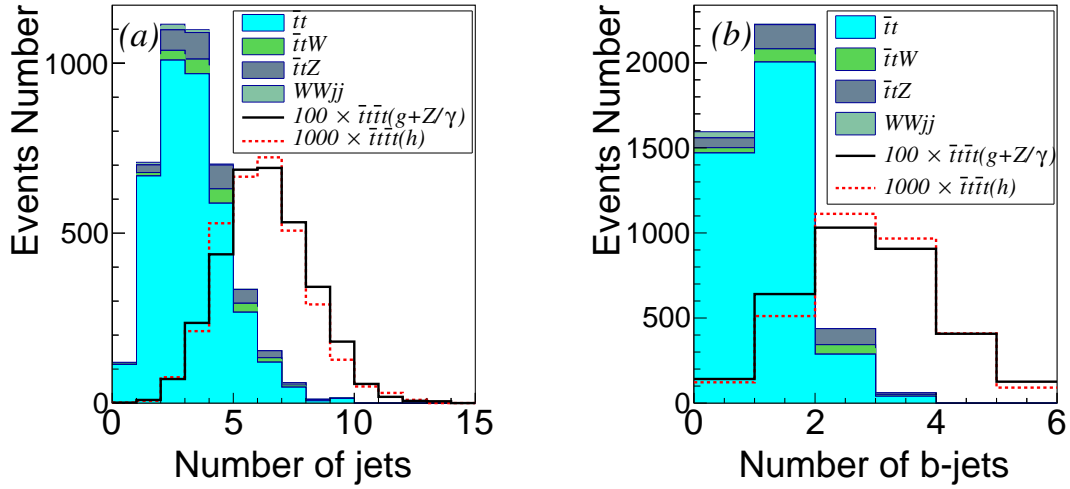 (a)
t̄t
t̄tW
t̄tZ
WWjj
100 × t̄tt̄t(g+Z/γ)
1000 × t̄tt̄t(h)
Events Number
1000
500
0
0 5 10 15
Number of jets
(b)
t̄t
t̄tW
t̄tZ
WWjj
100 × t̄tt̄t(g+Z/γ)
1000 × t̄tt̄t(h)
Events Number
2000
1500
1000
500
0
0 2 4 6
Number of b-jets